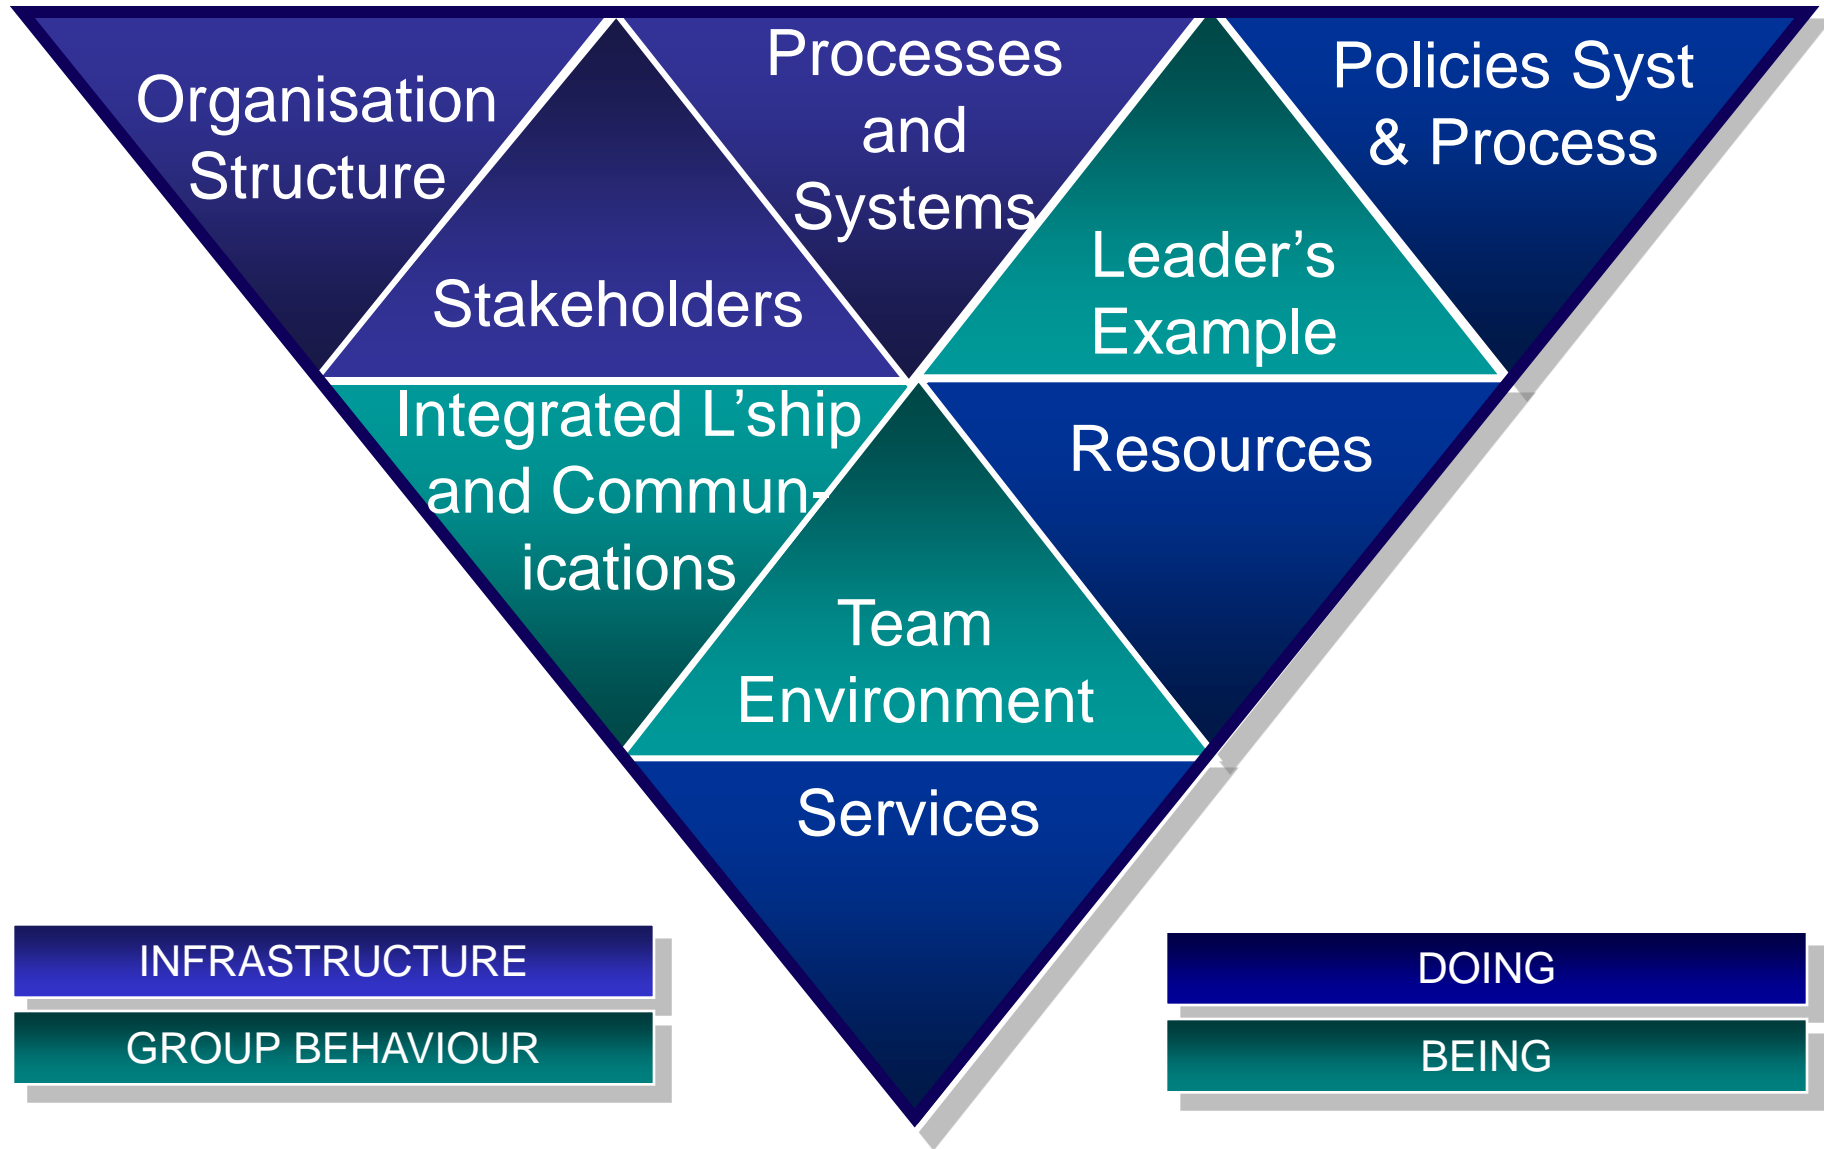 Organisation
Structure
Stakeholders
Processes
and
Systems
Leader’s
Example
Policies Syst
& Process
Integrated L’ship
and Commun-
ications
Team
Environment
Resources
Services
INFRASTRUCTURE
GROUP BEHAVIOUR
DOING
BEING